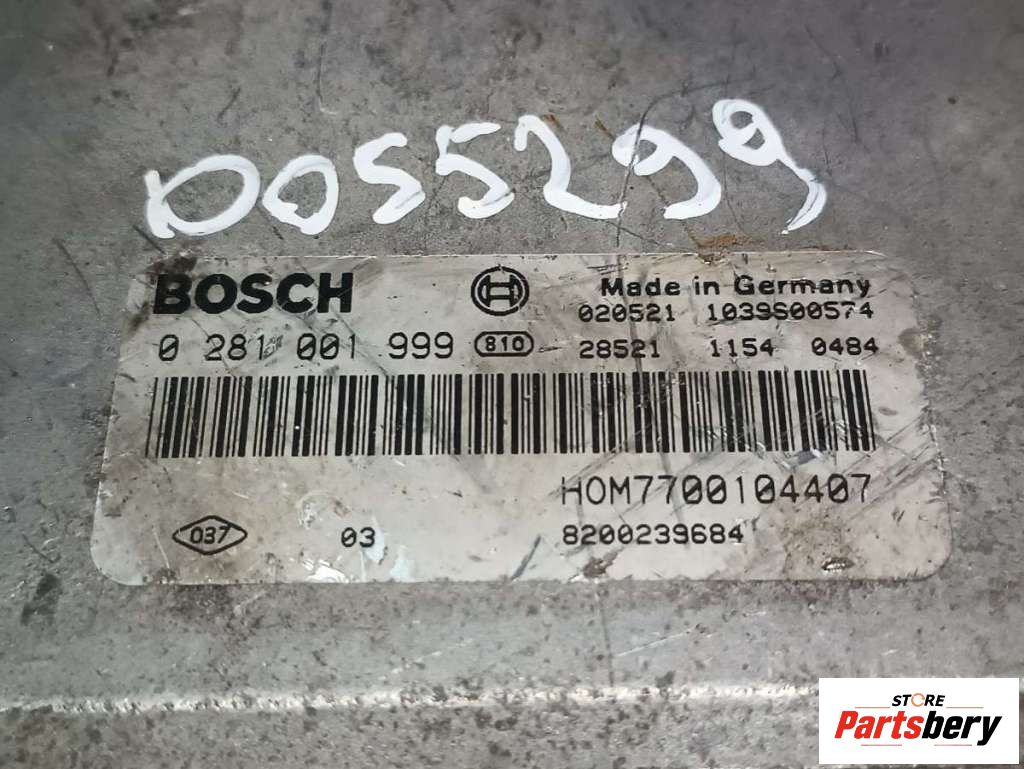 DOSS299
BOSCH Made in Germany
020521 1039S00574
0 281 001 999 810 28521 1154 0484
HOM7700104407
037 03 8200239684
STORE
Partsbery